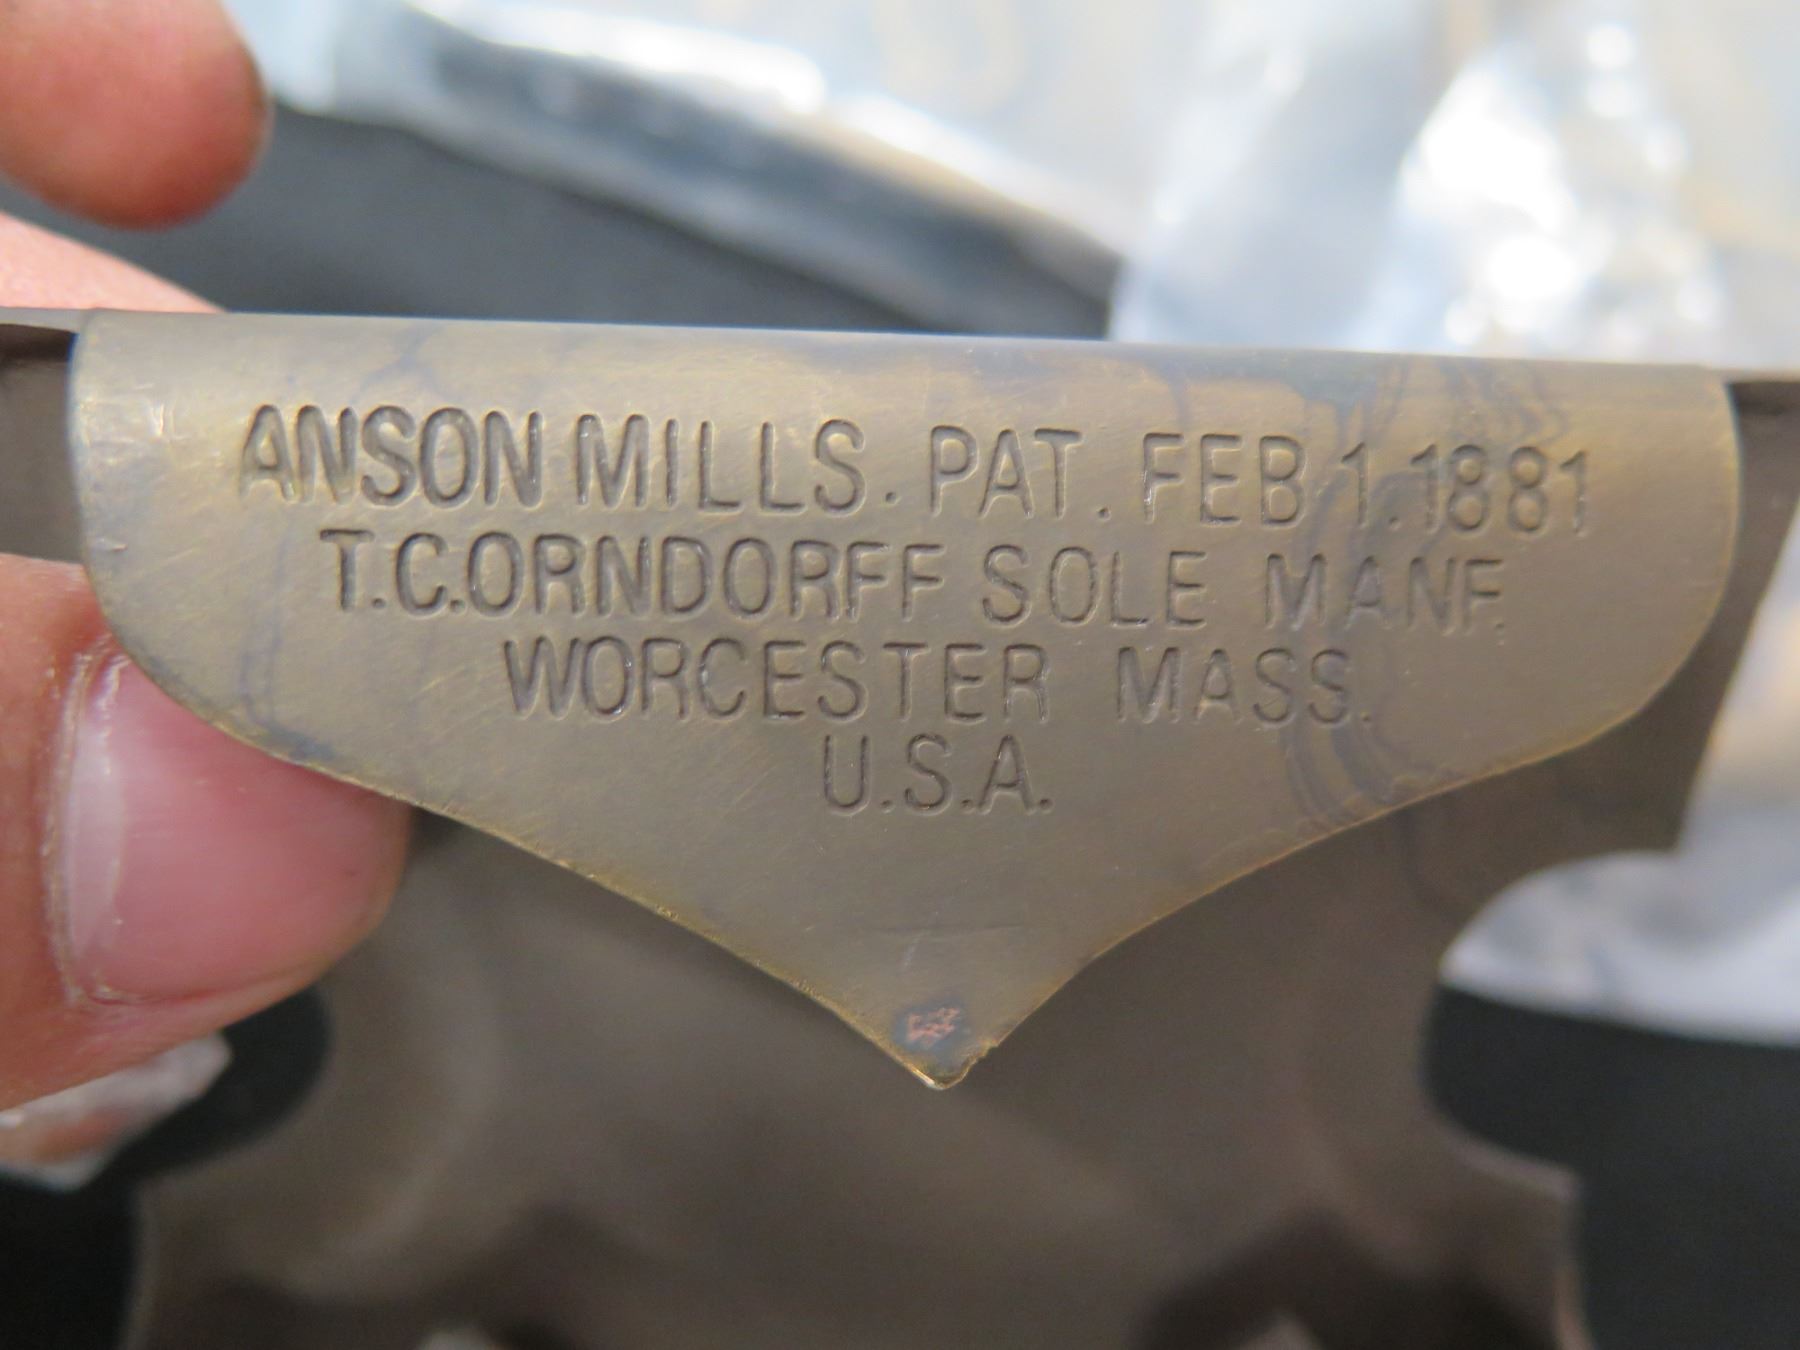 ANSON MILLS. PAT. FEB 1.1881
T.C.ORNDORFF SOLE MANF.
WORCESTER MASS.
U.S.A.